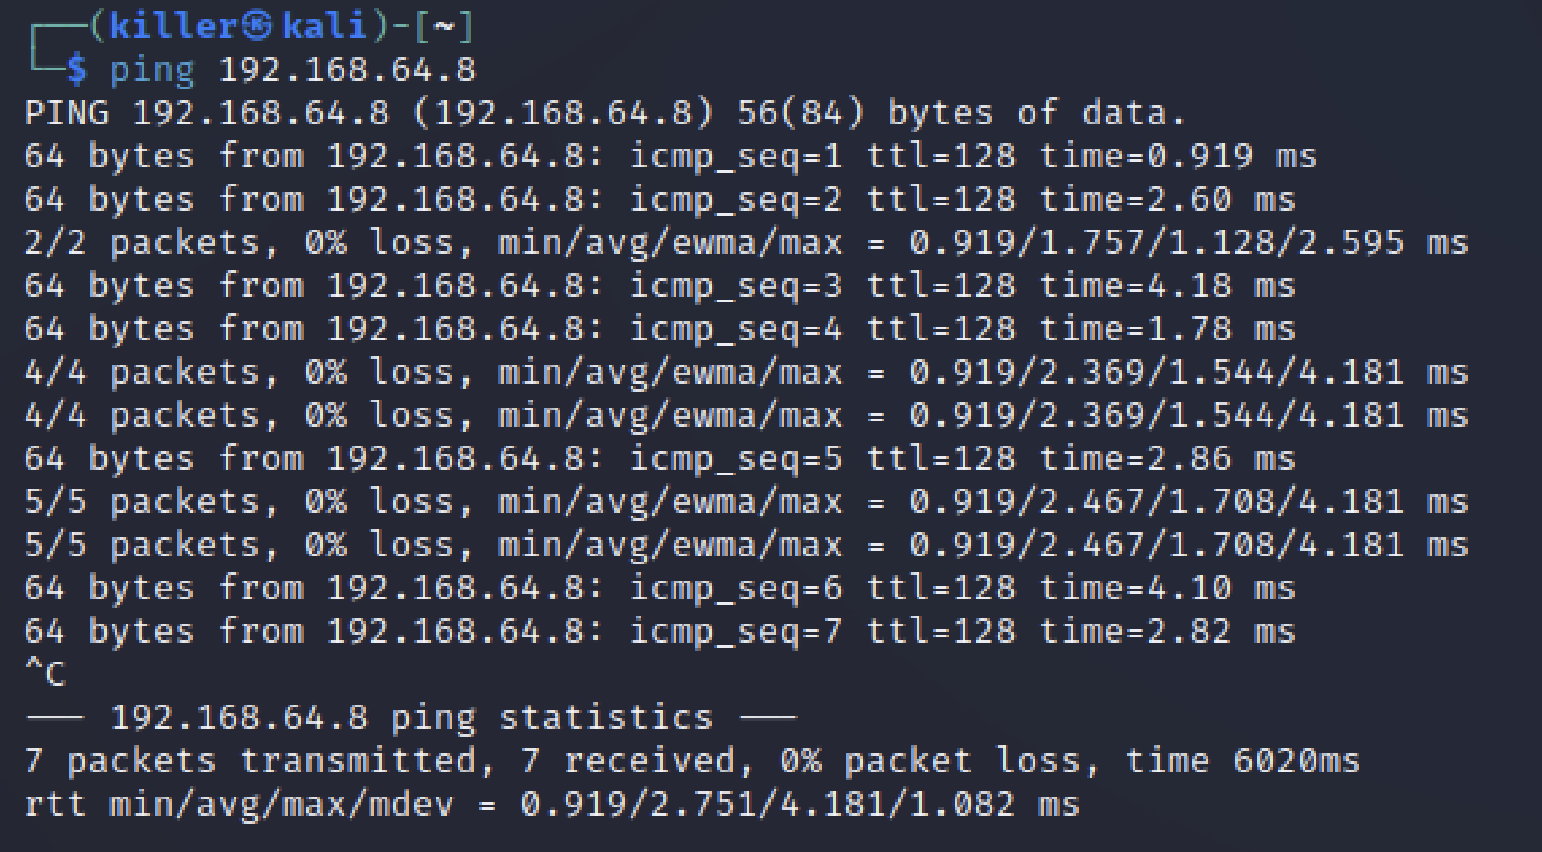 ┌──(killer㉿kali)-[~]
└─$ ping 192.168.64.8
PING 192.168.64.8 (192.168.64.8) 56(84) bytes of data.
64 bytes from 192.168.64.8: icmp_seq=1 ttl=128 time=0.919 ms
64 bytes from 192.168.64.8: icmp_seq=2 ttl=128 time=2.60 ms
2/2 packets, 0% loss, min/avg/ewma/max = 0.919/1.757/1.128/2.595 ms
64 bytes from 192.168.64.8: icmp_seq=3 ttl=128 time=4.18 ms
64 bytes from 192.168.64.8: icmp_seq=4 ttl=128 time=1.78 ms
4/4 packets, 0% loss, min/avg/ewma/max = 0.919/2.369/1.544/4.181 ms
4/4 packets, 0% loss, min/avg/ewma/max = 0.919/2.369/1.544/4.181 ms
64 bytes from 192.168.64.8: icmp_seq=5 ttl=128 time=2.86 ms
5/5 packets, 0% loss, min/avg/ewma/max = 0.919/2.467/1.708/4.181 ms
5/5 packets, 0% loss, min/avg/ewma/max = 0.919/2.467/1.708/4.181 ms
64 bytes from 192.168.64.8: icmp_seq=6 ttl=128 time=4.10 ms
64 bytes from 192.168.64.8: icmp_seq=7 ttl=128 time=2.82 ms
^C
--- 192.168.64.8 ping statistics ---
7 packets transmitted, 7 received, 0% packet loss, time 6020ms
rtt min/avg/max/mdev = 0.919/2.751/4.181/1.082 ms